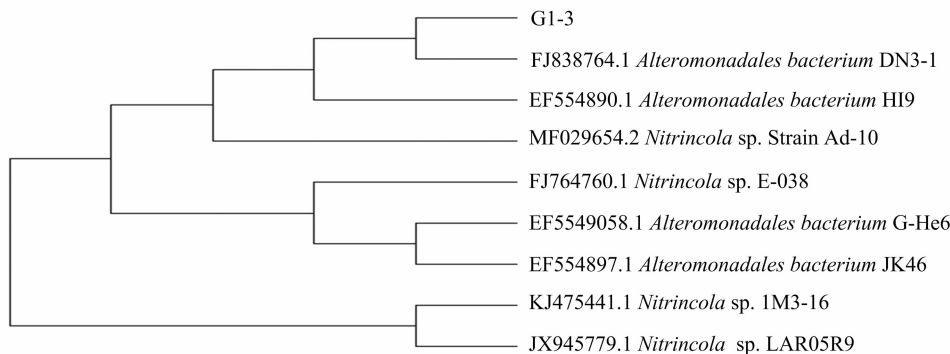 G1-3
FJ838764.1 Alteromonadales bacterium DN3-1
EF554890.1 Alteromonadales bacterium HI9
MF029654.2 Nitrincola sp. Strain Ad-10
FJ764760.1 Nitrincola sp. E-038
EF5549058.1 Alteromonadales bacterium G-He6
EF554897.1 Alteromonadales bacterium JK46
KJ475441.1 Nitrincola sp. 1M3-16
JX945779.1 Nitrincola sp. LAR05R9